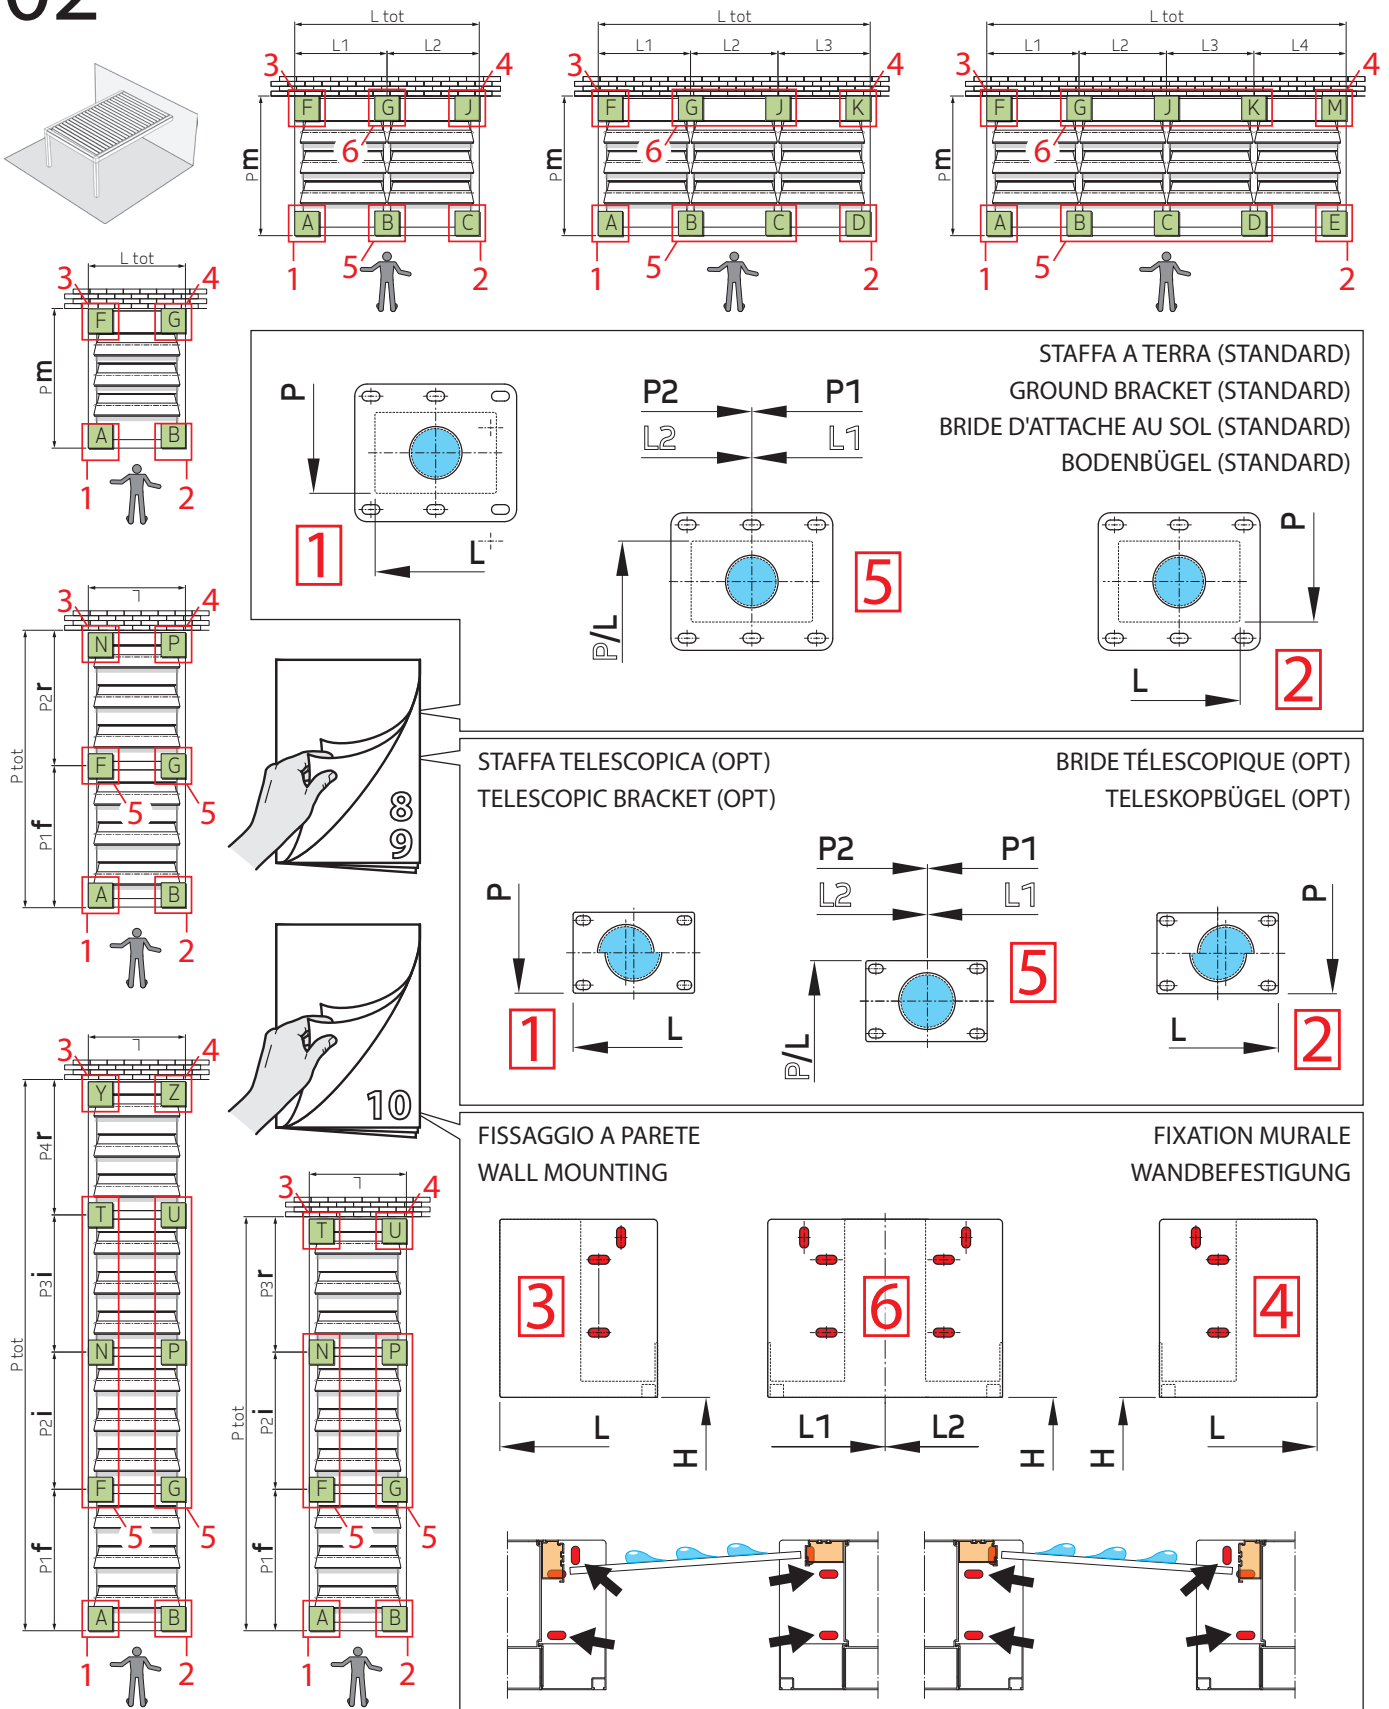 02
L tot
L1 L2
3 4
F G J
6
P m
A B C
1 5 2
L tot
L1 L2 L3
3 4
F G J K
6
P m
A B C D
1 5 2
L tot
L1 L2 L3 L4
3 4
F G J K M
6
P m
A B C D E
1 5 2
L tot
3 4
F G
P m
A B
1 2
STAFFA A TERRA (STANDARD)
GROUND BRACKET (STANDARD)
BRIDE D'ATTACHE AU SOL (STANDARD)
BODENBÜGEL (STANDARD)
P
1
L
P2 P1
L2 L1
5
P/L
P
L
2
L
3 4
N P
P2 r
P tot
F G
5 5
P1 f
A B
1 2
8
9
STAFFA TELESCOPICA (OPT)
TELESCOPIC BRACKET (OPT)
BRIDE TÉLESCOPIQUE (OPT)
TELESKOPBÜGEL (OPT)
P
1
L
P2 P1
L2 L1
5
P/L
P
L
2
10
L
3 4
Y Z
P4 r
T U
P3 i
P tot
N P
P2 i
F G
5 5
P1 f
A B
1 2
L
3 4
T U
P3 r
N P
P tot
P2 i
F G
5 5
P1 f
A B
1 2
FISSAGGIO A PARETE
WALL MOUNTING
FIXATION MURALE
WANDBEFESTIGUNG
3 6 4
L H
L1 L2 H
H L